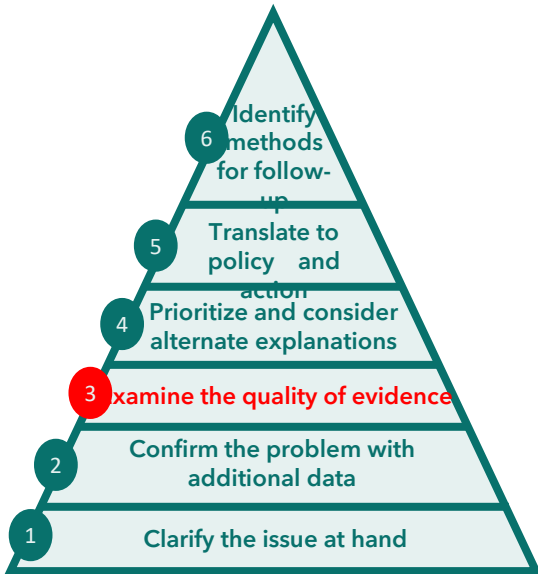 6
Identify
methods
for follow-
up
5
Translate to
policy and
action
4
Prioritize and consider
alternate explanations
3
xamine the quality of evidence
2
Confirm the problem with
additional data
1
Clarify the issue at hand